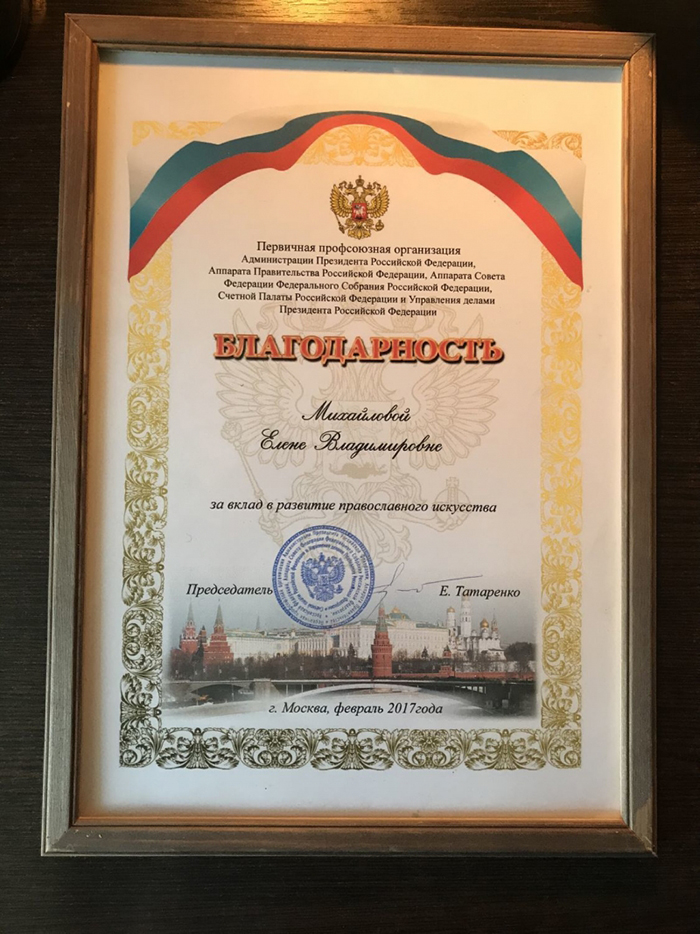 Первичная профсоюзная организация
Администрации Президента Российской Федерации,
Аппарата Правительства Российской Федерации, Аппарата Совета
Федерации Федерального Собрания Российской Федерации,
Счетной Палаты Российской Федерации и Управления делами
Президента Российской Федерации
БЛАГОДАРНОСТЬ
Михайловой
Елене Владимировне
за вклад в развитие православного искусства
Председатель Е. Татаренко
г. Москва, февраль 2017года